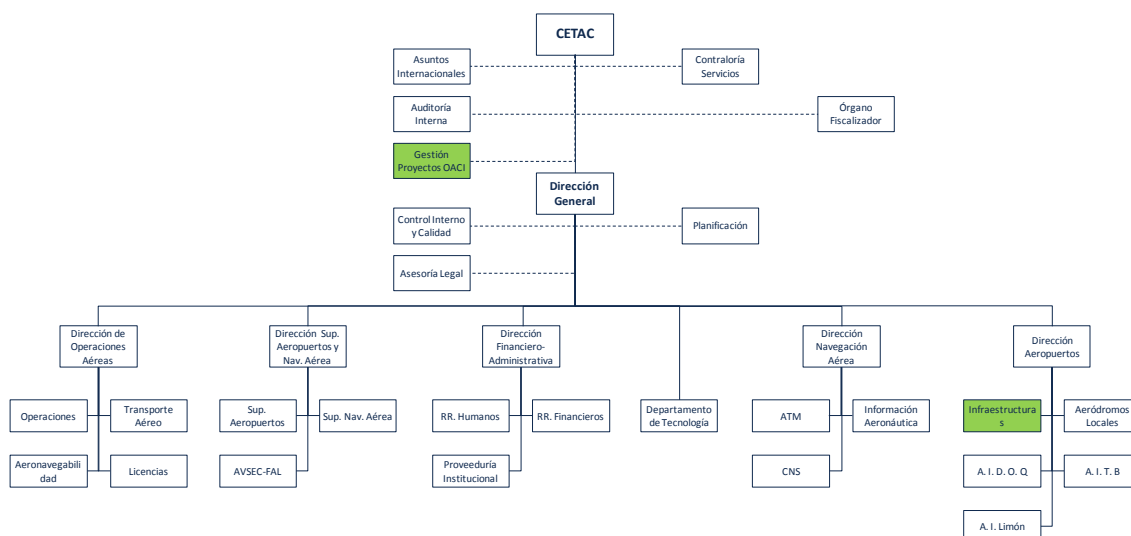 CETAC
Asuntos
Internacionales
Contraloría
Servicios
Auditoría
Interna
Órgano
Fiscalizador
Gestión
Proyectos OACI
Dirección
General
Control Interno
y Calidad
Planificación
Asesoría Legal
Dirección de
Operaciones
Aéreas
Dirección Sup.
Aeropuertos y
Nav. Aérea
Dirección
Financiero-
Administrativa
Dirección
Navegación
Aérea
Dirección
Aeropuertos
Operaciones
Transporte
Aéreo
Sup.
Aeropuertos
Sup. Nav. Aérea
RR. Humanos
RR. Financieros
Departamento
de Tecnología
ATM
Información
Aeronáutica
Infraestructura
s
Aeródromos
Locales
Aeronavegabili
dad
Licencias
AVSEC-FAL
Proveeduría
Institucional
CNS
A. I. D. O. Q
A. I. T. B
A. I. Limón